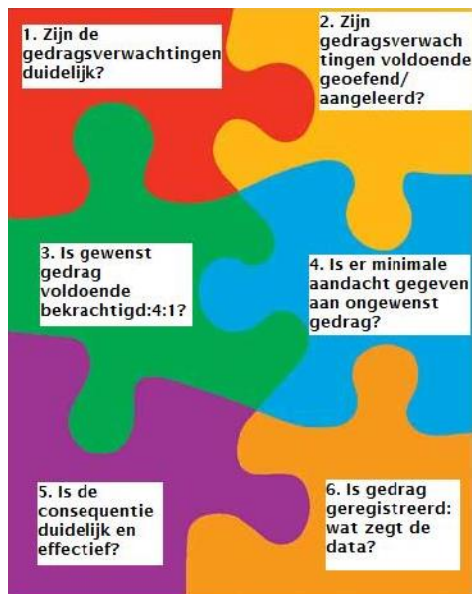 1. Zijn de
gedragsverwachtingen
duidelijk?
2. Zijn
gedragsverwach
tingen voldoende
geoefend/
aangeleerd?
3. Is gewenst
gedrag
voldoende
bekrachtigd:4:1?
4. Is er minimale
aandacht gegeven
aan ongewenst
gedrag?
5. Is de
consequentie
duidelijk en
effectief?
6. Is gedrag
geregistreerd:
wat zegt de
data?